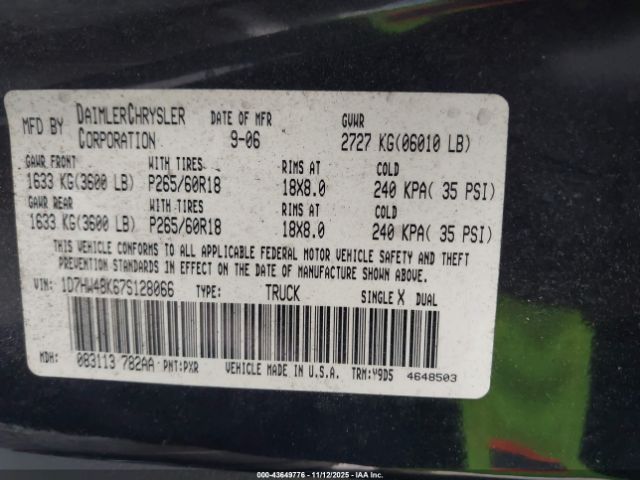 MFD BY DAIMLERCHRYSLER CORPORATION DATE OF MFR 9-06 GVWR 2727 KG(06010 LB)
GAWR FRONT WITH TIRES RIMS AT COLD
1633 KG(3600 LB) P265/60R18 18X8.0 240 KPA( 35 PSI)
GAWR REAR WITH TIRES RIMS AT COLD
1633 KG(3600 LB) P265/60R18 18X8.0 240 KPA( 35 PSI)
THIS VEHICLE CONFORMS TO ALL APPLICABLE FEDERAL MOTOR VEHICLE SAFETY AND THEFT
PREVENTION STANDARDS IN EFFECT ON THE DATE OF MANUFACTURE SHOWN ABOVE.
VIN: 1D7HW48K67S128066 TYPE: TRUCK SINGLE X DUAL
MDH: 083113 782AA PNT:PXR VEHICLE MADE IN U.S.A. TRM:Y9D5 4648503
000-43649776 - 11/12/2025 - IAAI.COM